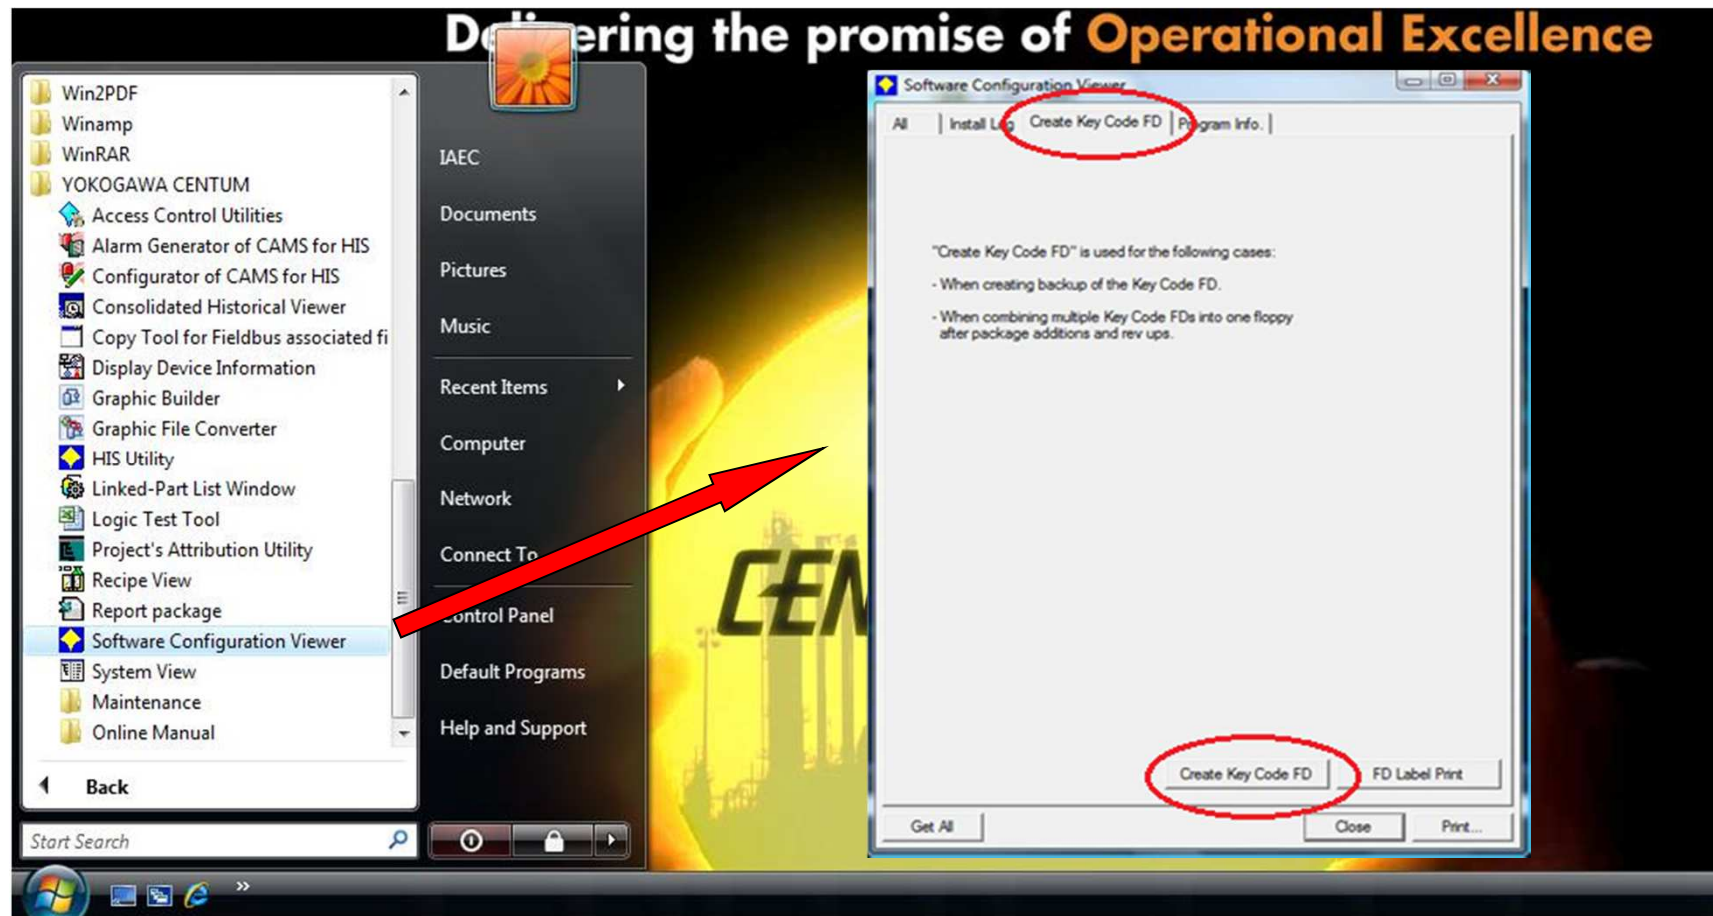 Delivering the promise of Operational Excellence
Win2PDF
Winamp
WinRAR
YOKOGAWA CENTUM
Access Control Utilities
Alarm Generator of CAMS for HIS
Configurator of CAMS for HIS
Consolidated Historical Viewer
Copy Tool for Fieldbus associated fi
Display Device Information
Graphic Builder
Graphic File Converter
HIS Utility
Linked-Part List Window
Logic Test Tool
Project's Attribution Utility
Recipe View
Report package
Software Configuration Viewer
System View
Maintenance
Online Manual
Back
Start Search
IAEC
Documents
Pictures
Music
Recent Items
Computer
Network
Connect To
Control Panel
Default Programs
Help and Support
CEN
Software Configuration Viewer
All Install Log Create Key Code FD Program Info.
"Create Key Code FD" is used for the following cases:
- When creating backup of the Key Code FD.
- When combining multiple Key Code FDs into one floppy
after package additions and rev ups.
Create Key Code FD FD Label Print
Get All Close Print...